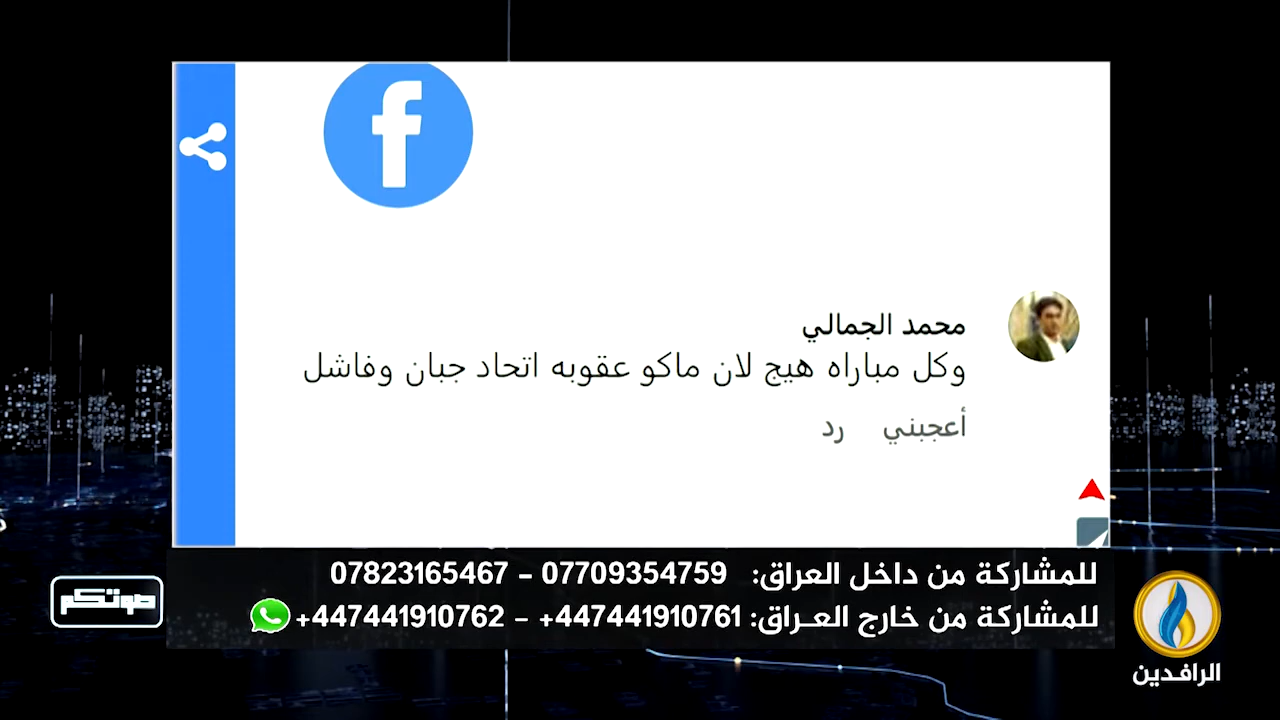 محمد الجمالي
وكل مباراه هيج لان ماكو عقوبه اتحاد جبان وفاشل
أعجبني رد
للمشاركة من داخل العراق: 07709354759 - 07823165467
للمشاركة من خارج العـراق: 447441910761+ - 447441910762+
صوتكم
الرافدين